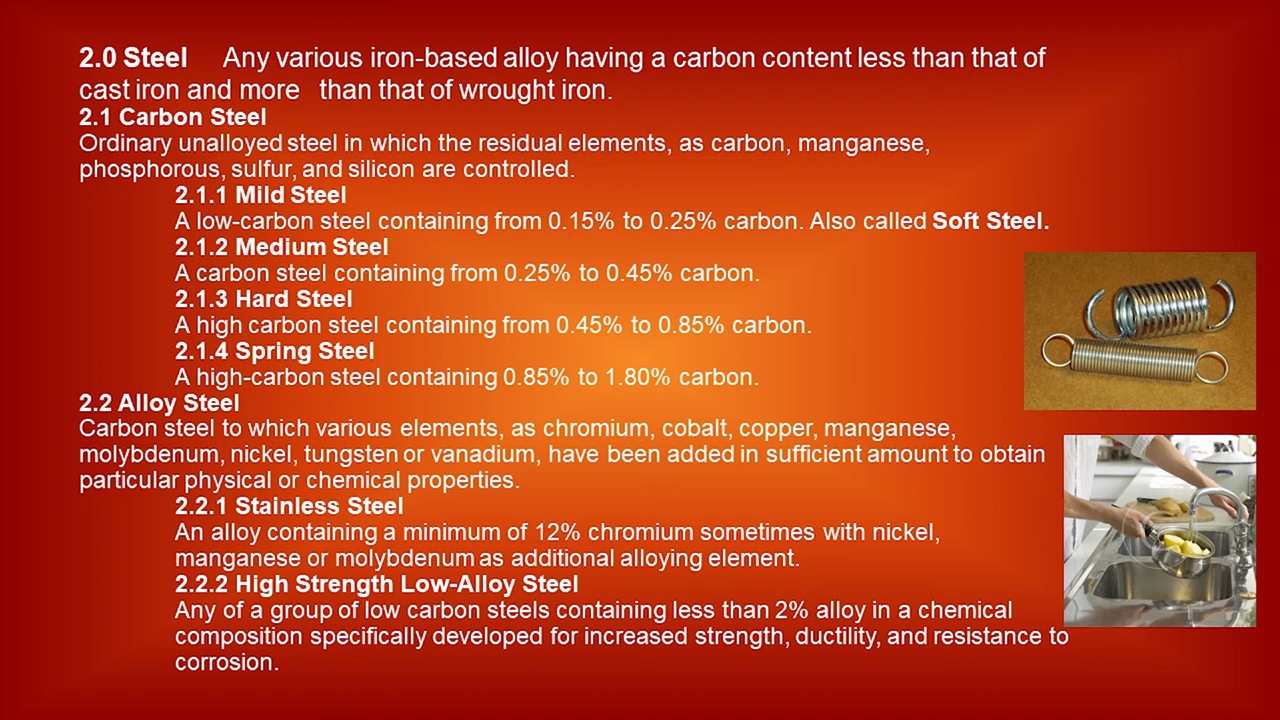 2.0 Steel Any various iron-based alloy having a carbon content less than that of
cast iron and more than that of wrought iron.
2.1 Carbon Steel
Ordinary unalloyed steel in which the residual elements, as carbon, manganese,
phosphorous, sulfur, and silicon are controlled.
2.1.1 Mild Steel
A low-carbon steel containing from 0.15% to 0.25% carbon. Also called Soft Steel.
2.1.2 Medium Steel
A carbon steel containing from 0.25% to 0.45% carbon.
2.1.3 Hard Steel
A high carbon steel containing from 0.45% to 0.85% carbon.
2.1.4 Spring Steel
A high-carbon steel containing 0.85% to 1.80% carbon.
2.2 Alloy Steel
Carbon steel to which various elements, as chromium, cobalt, copper, manganese,
molybdenum, nickel, tungsten or vanadium, have been added in sufficient amount to obtain
particular physical or chemical properties.
2.2.1 Stainless Steel
An alloy containing a minimum of 12% chromium sometimes with nickel,
manganese or molybdenum as additional alloying element.
2.2.2 High Strength Low-Alloy Steel
Any of a group of low carbon steels containing less than 2% alloy in a chemical
composition specifically developed for increased strength, ductility, and resistance to
corrosion.